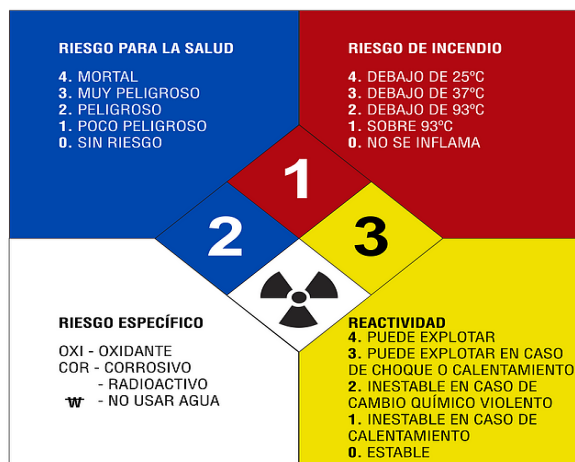 RIESGO PARA LA SALUD
4. MORTAL
3. MUY PELIGROSO
2. PELIGROSO
1. POCO PELIGROSO
0. SIN RIESGO
RIESGO DE INCENDIO
4. DEBAJO DE 25ºC
3. DEBAJO DE 37ºC
2. DEBAJO DE 93ºC
1. SOBRE 93ºC
0. NO SE INFLAMA
1
2
3
RIESGO ESPECÍFICO
OXI - OXIDANTE
COR - CORROSIVO
- RADIOACTIVO
W - NO USAR AGUA
REACTIVIDAD
4. PUEDE EXPLOTAR
3. PUEDE EXPLOTAR EN CASO
DE CHOQUE O CALENTAMIENTO
2. INESTABLE EN CASO DE
CAMBIO QUÍMICO VIOLENTO
1. INESTABLE EN CASO DE
CALENTAMIENTO
0. ESTABLE